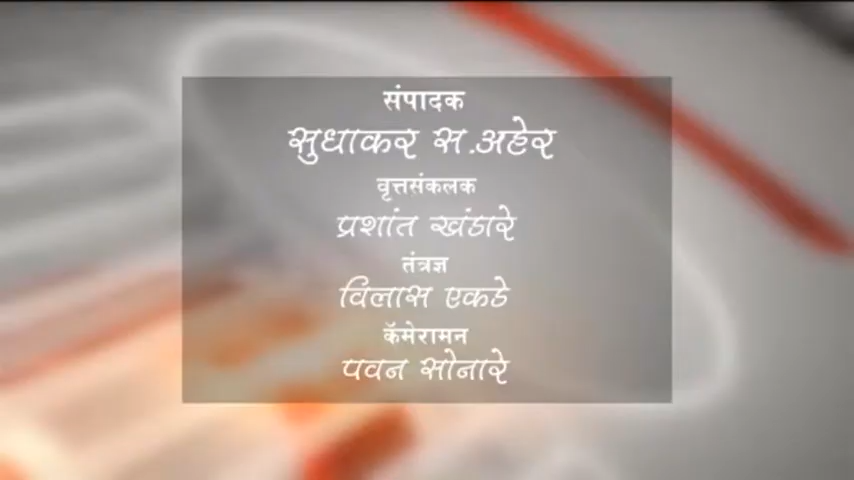 संपादक
सुधाकर स.अहेर
वृत्तसंकलक
प्रशांत खंडारे
तंत्रज्ञ
विलास एकडे
कॅमेरामन
पवन सोनारे